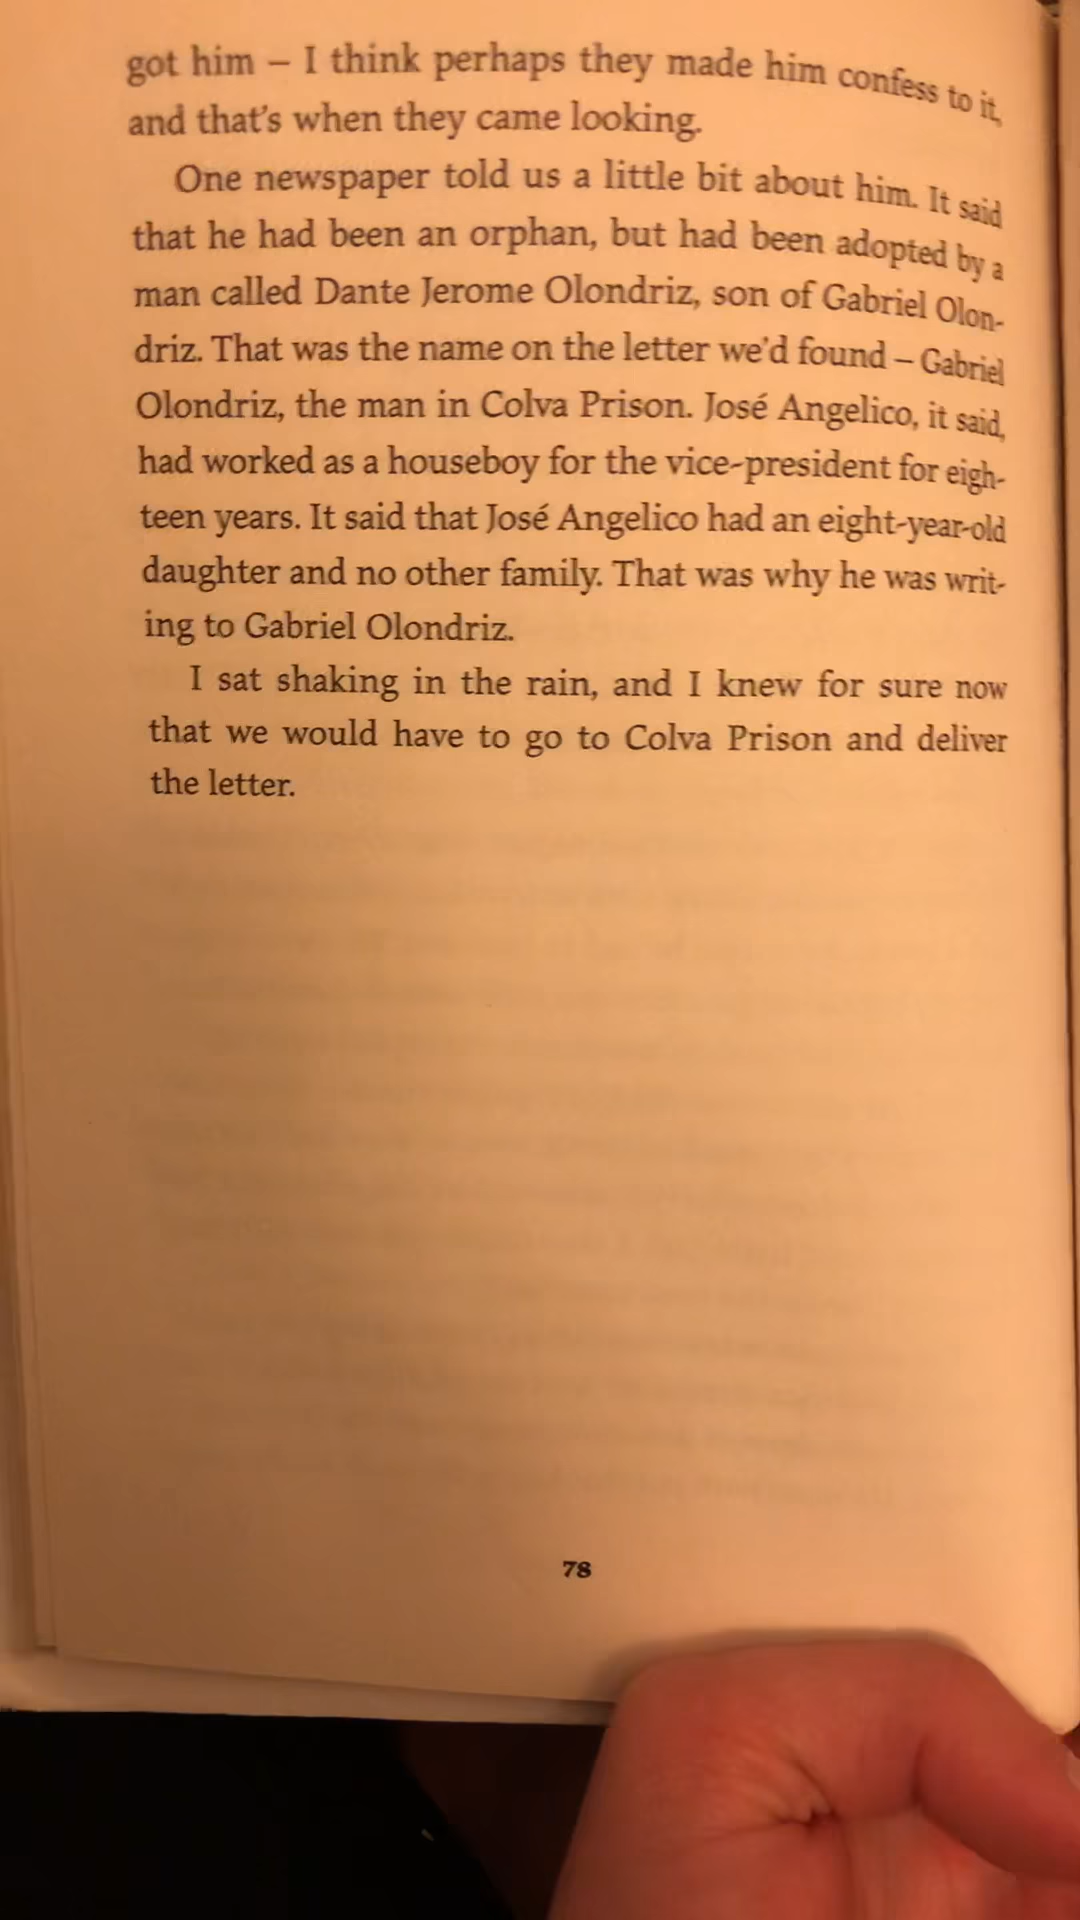 got him – I think perhaps they made him confess to it,
and that's when they came looking.
One newspaper told us a little bit about him. It said
that he had been an orphan, but had been adopted by a
man called Dante Jerome Olondriz, son of Gabriel Olon-
driz. That was the name on the letter we'd found – Gabriel
Olondriz, the man in Colva Prison. José Angelico, it said,
had worked as a houseboy for the vice-president for eigh-
teen years. It said that José Angelico had an eight-year-old
daughter and no other family. That was why he was writ-
ing to Gabriel Olondriz.
I sat shaking in the rain, and I knew for sure now
that we would have to go to Colva Prison and deliver
the letter.
78